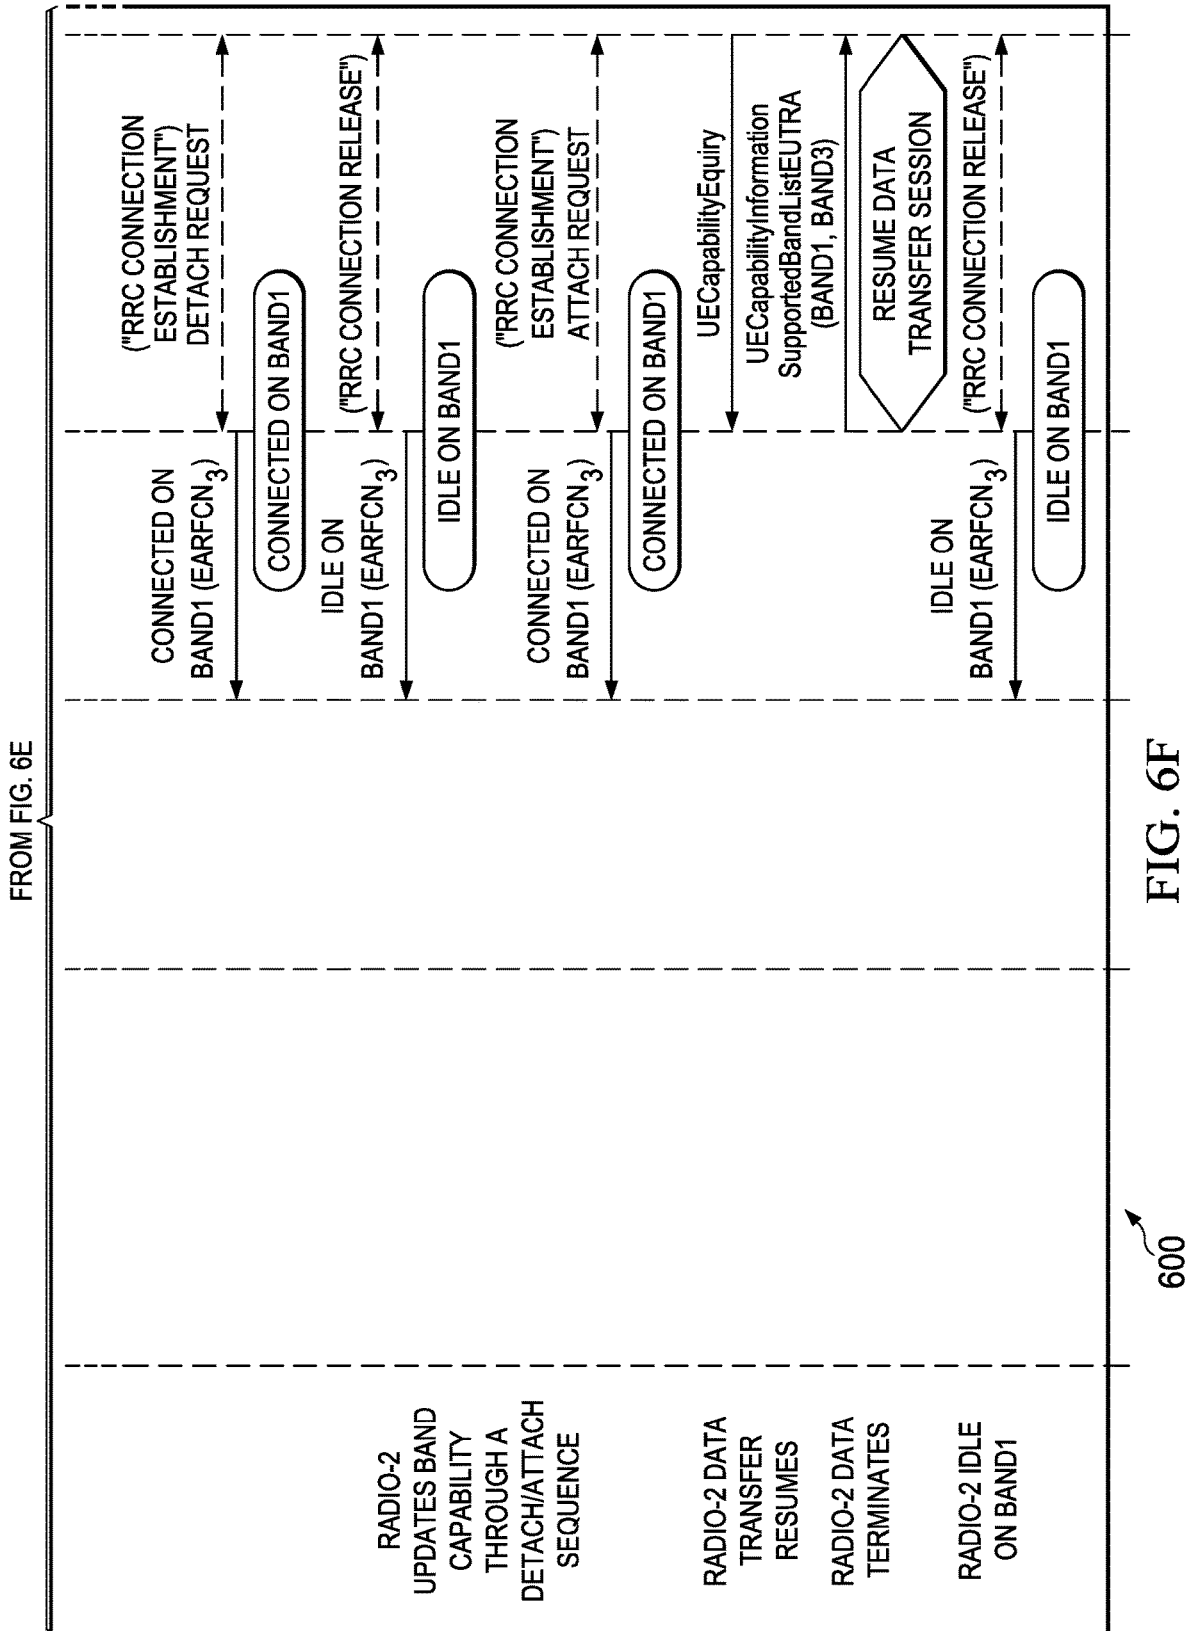 FROM FIG. 6E
("RRC CONNECTION
ESTABLISHMENT")
DETACH REQUEST
CONNECTED ON
BAND1 (EARFCN3)
CONNECTED ON BAND1
("RRC CONNECTION RELEASE")
IDLE ON
BAND1 (EARFCN3)
IDLE ON BAND1
RADIO-2
UPDATES BAND
CAPABILITY
THROUGH A
DETACH/ATTACH
SEQUENCE
("RRC CONNECTION
ESTABLISHMENT")
ATTACH REQUEST
CONNECTED ON
BAND1 (EARFCN3)
CONNECTED ON BAND1
UECapabilityEquiry
UECapabilityInformation
SupportedBandListEUTRA
(BAND1, BAND3)
RADIO-2 DATA
TRANSFER
RESUMES
RESUME DATA
TRANSFER SESSION
RADIO-2 DATA
TERMINATES
("RRC CONNECTION RELEASE")
IDLE ON
BAND1 (EARFCN3)
RADIO-2 IDLE
ON BAND1
IDLE ON BAND1
600
FIG. 6F